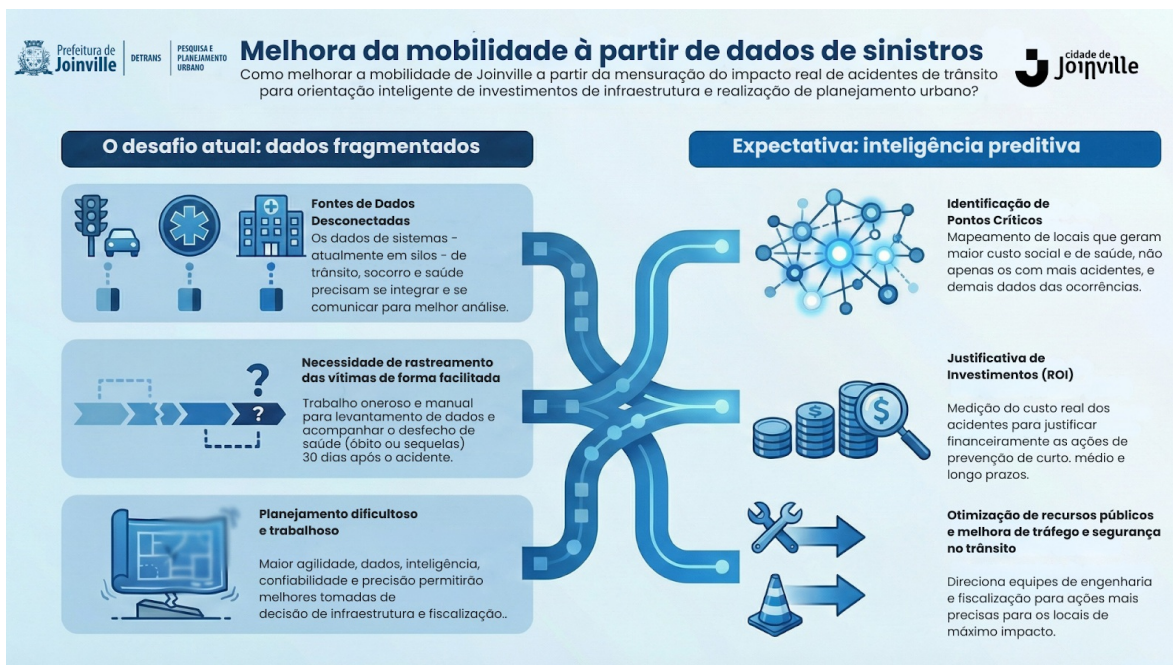 Prefeitura de
Joinville
DETRANS
PESQUISA E
PLANEJAMENTO
URBANO
Melhora da mobilidade à partir de dados de sinistros
Como melhorar a mobilidade de Joinville a partir da mensuração do impacto real de acidentes de trânsito
para orientação inteligente de investimentos de infraestrutura e realização de planejamento urbano?
cidade de
Joinville
O desafio atual: dados fragmentados
Fontes de Dados
Desconectadas
Os dados de sistemas -
atualmente em silos - de
trânsito, socorro e saúde
precisam se integrar e se
comunicar para melhor análise.
Necessidade de rastreamento
das vítimas de forma facilitada
Trabalho oneroso e manual
para levantamento de dados e
acompanhar o desfecho de
saúde (óbito ou sequelas)
30 dias após o acidente.
?
?
Planejamento dificultoso
e trabalhoso
Maior agilidade, dados, inteligência,
confiabilidade e precisão permitirão
melhores tomadas de
decisão de infraestrutura e fiscalização..
Expectativa: inteligência preditiva
Identificação de
Pontos Críticos
Mapeamento de locais que geram
maior custo social e de saúde, não
apenas os com mais acidentes, e
demais dados das ocorrências.
Justificativa de
Investimentos (ROI)
Medição do custo real dos
acidentes para justificar
financeiramente as ações de
prevenção de curto. médio e
longo prazos.
$
$
$
Otimização de recursos públicos
e melhora de tráfego e segurança
no trânsito
Direciona equipes de engenharia
e fiscalização para ações mais
precisas para os locais de
máximo impacto.